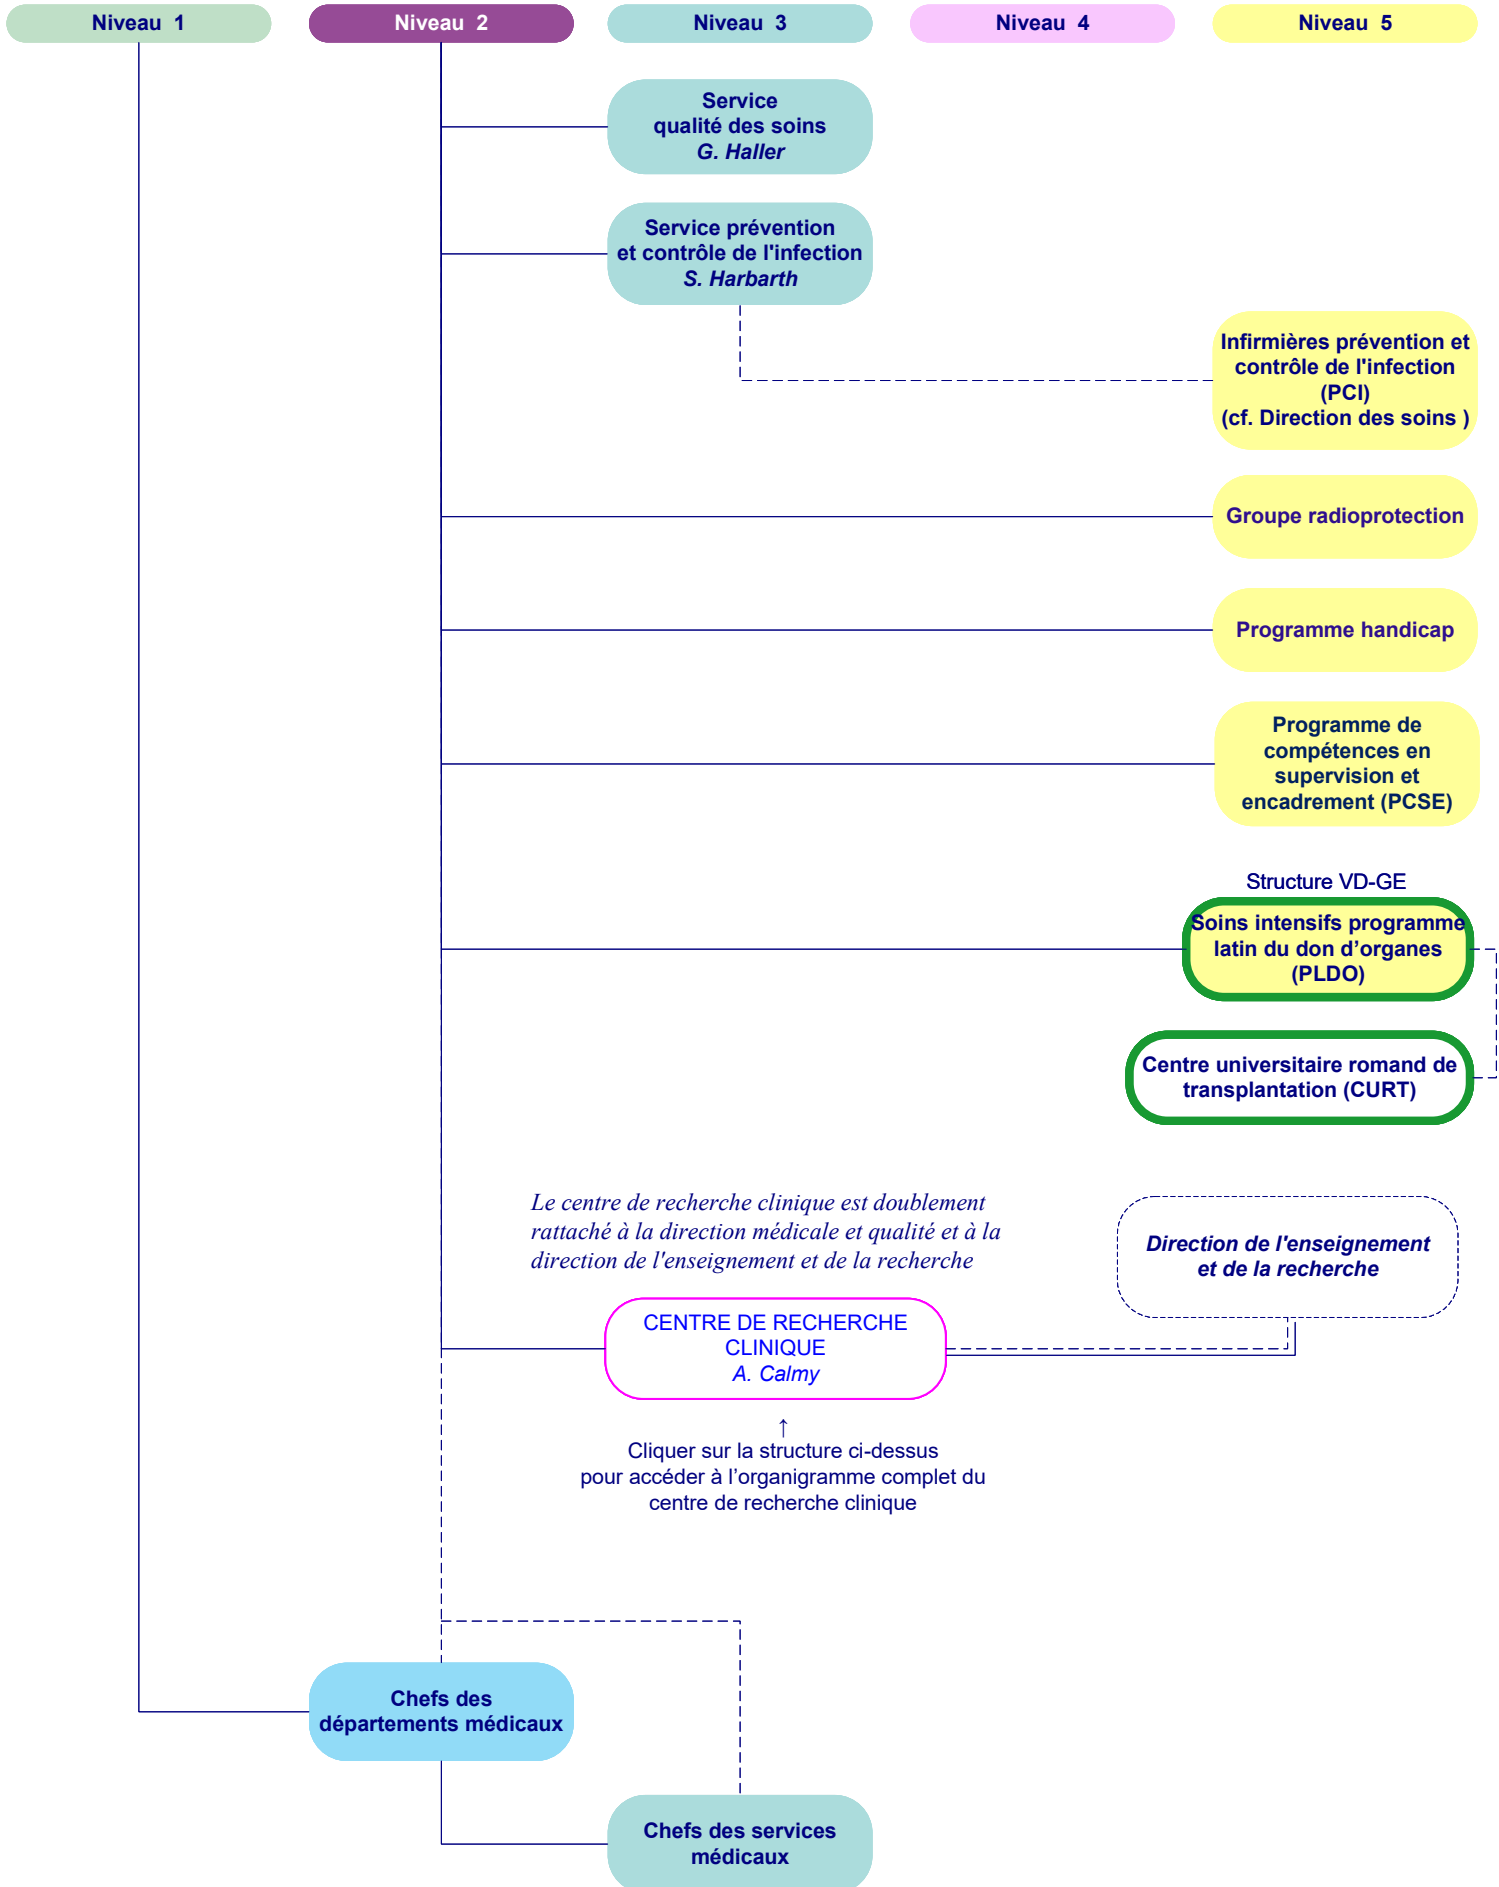 Niveau 1
Niveau 2
Niveau 3
Niveau 4
Niveau 5
Service
qualité des soins
G. Haller
Service prévention
et contrôle de l'infection
S. Harbarth
Infirmières prévention et
contrôle de l'infection
(PCI)
(cf. Direction des soins )
Groupe radioprotection
Programme handicap
Programme de
compétences en
supervision et
encadrement (PCSE)
Structure VD-GE
Soins intensifs programme
latin du don d’organes
(PLDO)
Centre universitaire romand de
transplantation (CURT)
Le centre de recherche clinique est doublement
rattaché à la direction médicale et qualité et à la
direction de l'enseignement et de la recherche
Direction de l'enseignement
et de la recherche
CENTRE DE RECHERCHE
CLINIQUE
A. Calmy
↑
Cliquer sur la structure ci-dessus
pour accéder à l’organigramme complet du
centre de recherche clinique
Chefs des
départements médicaux
Chefs des services
médicaux